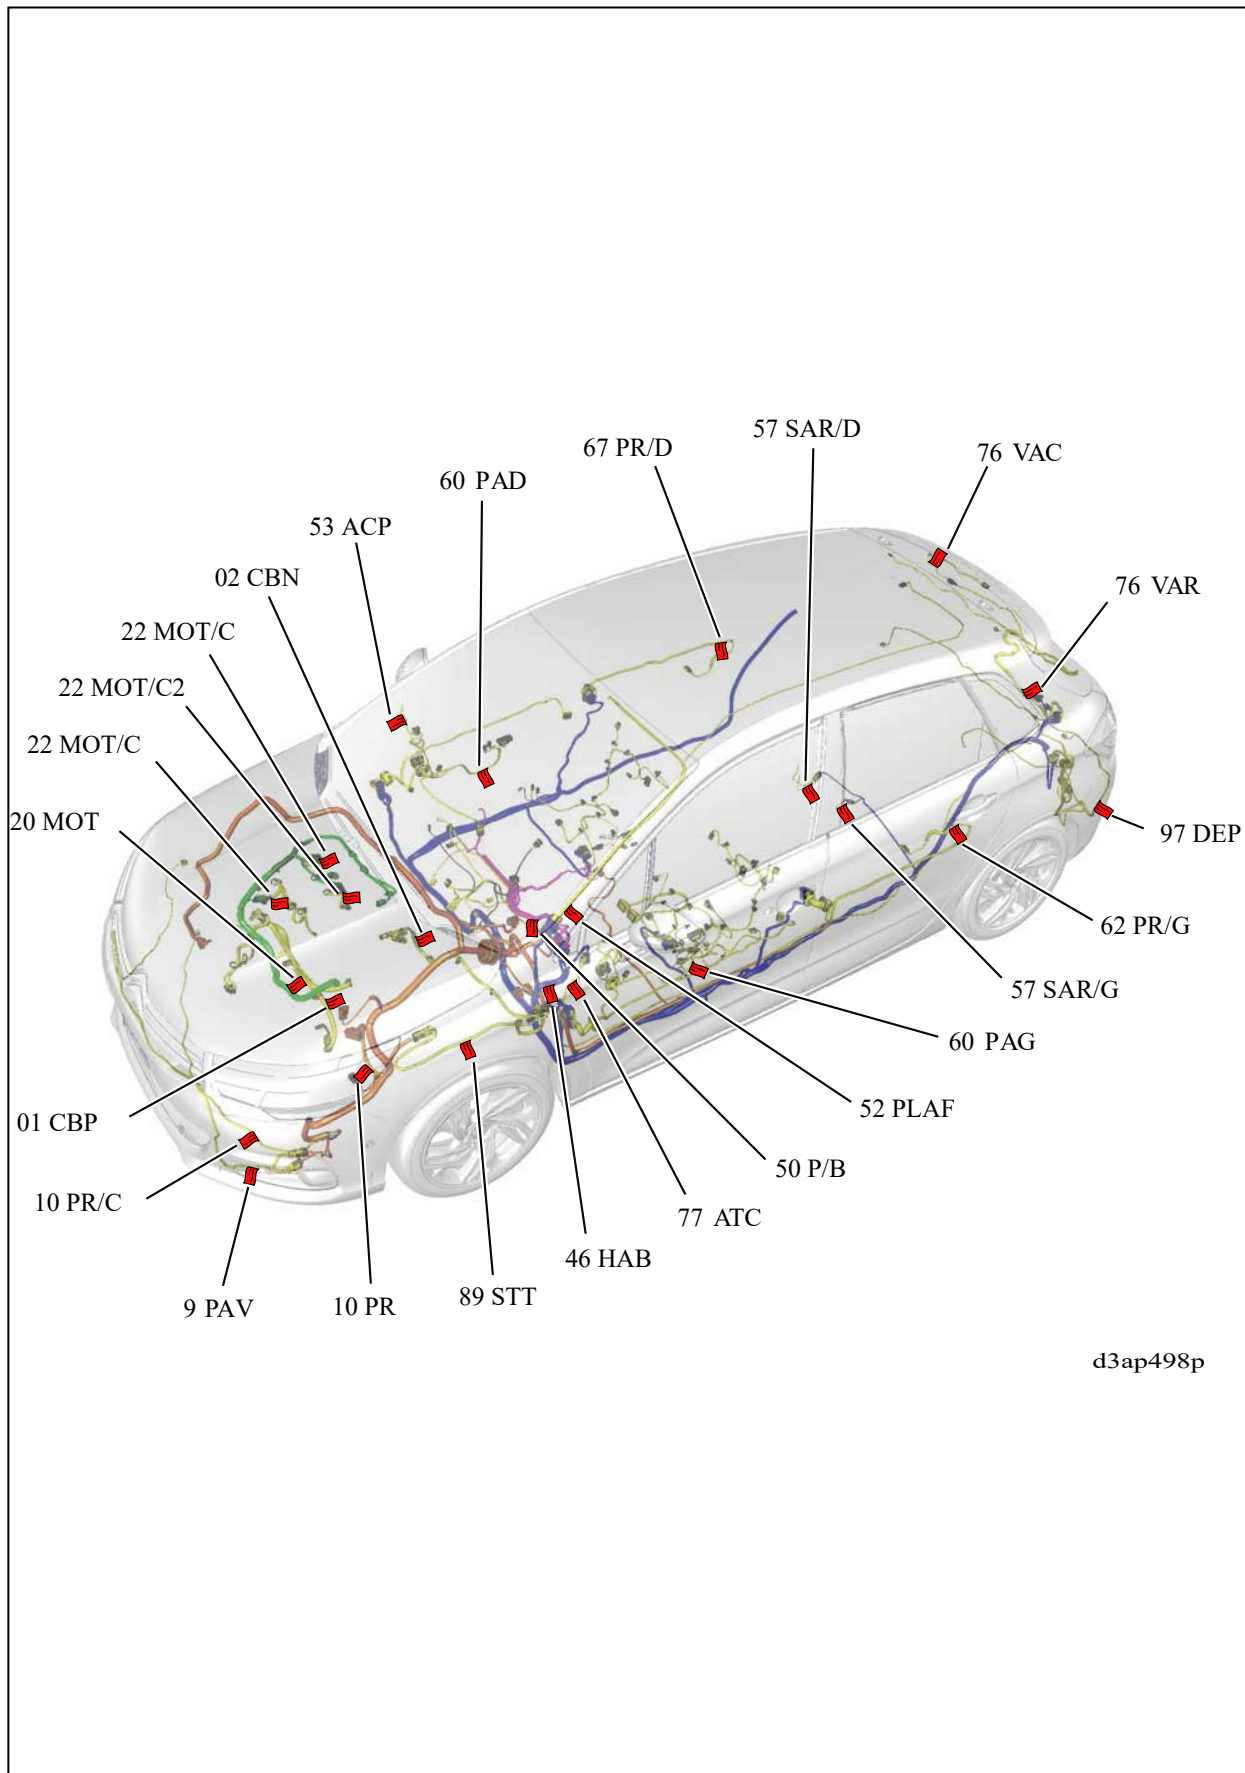 57 SAR/D
67 PR/D
76 VAC
60 PAD
53 ACP
02 CBN
76 VAR
22 MOT/C
22 MOT/C2
22 MOT/C
20 MOT
97 DEP
62 PR/G
57 SAR/G
60 PAG
52 PLAF
01 CBP
50 P/B
10 PR/C
77 ATC
46 HAB
89 STT
10 PR
9 PAV
d3ap498p